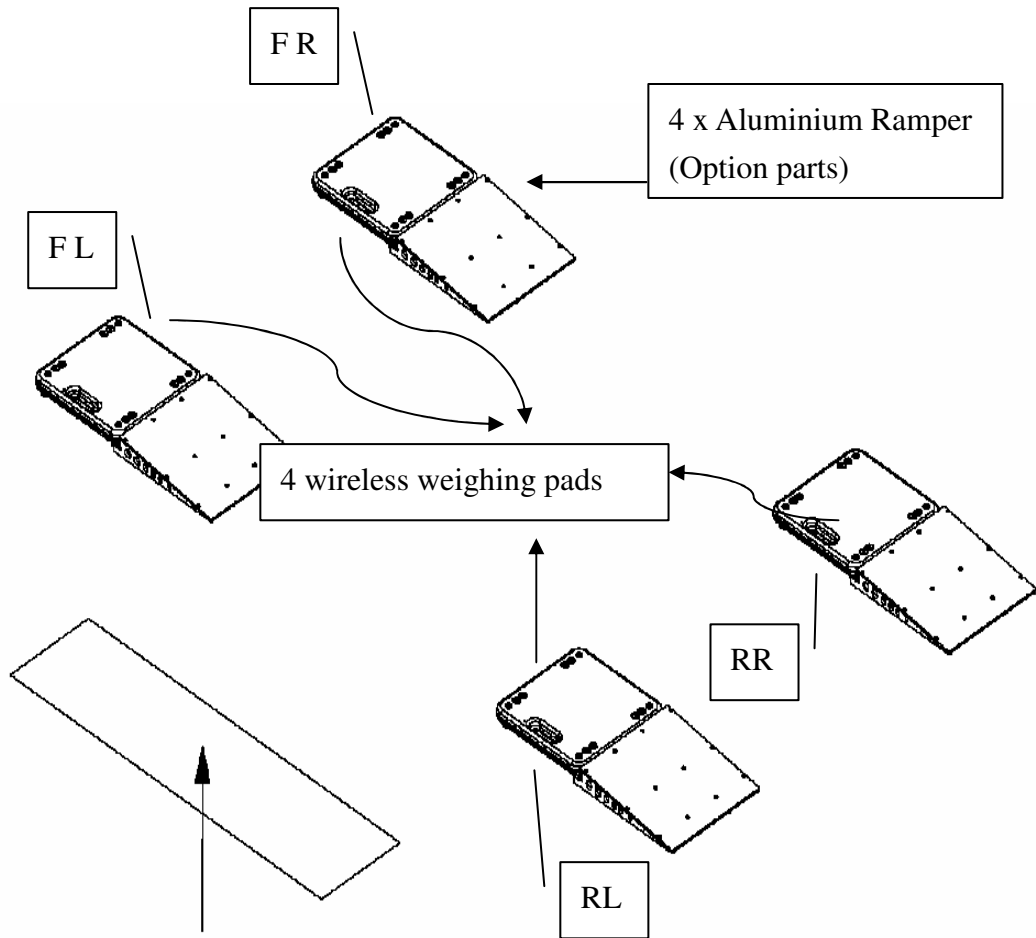 F R
4 x Aluminium Ramper
(Option parts)
F L
4 wireless weighing pads
RR
RL